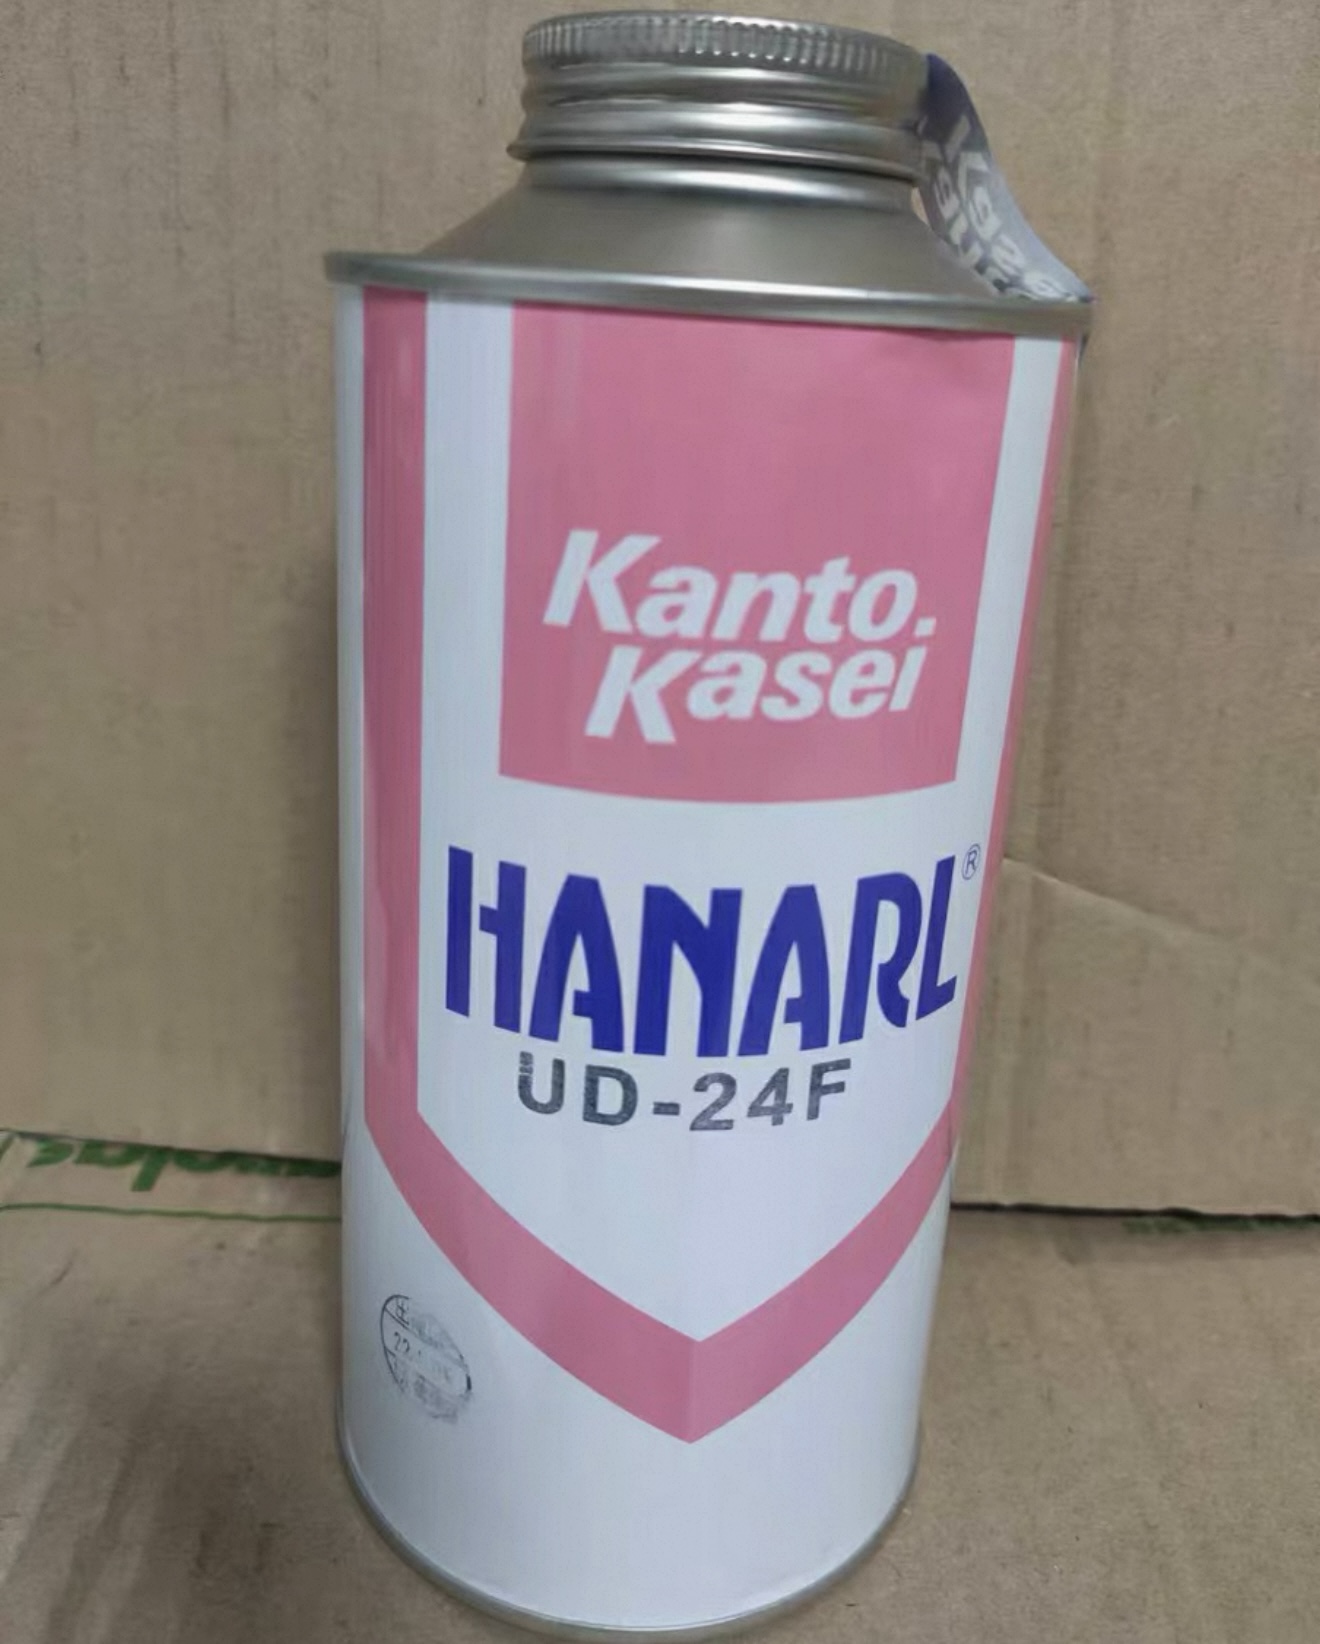 Kanto.
Kasei
HANARL®
UD-24F